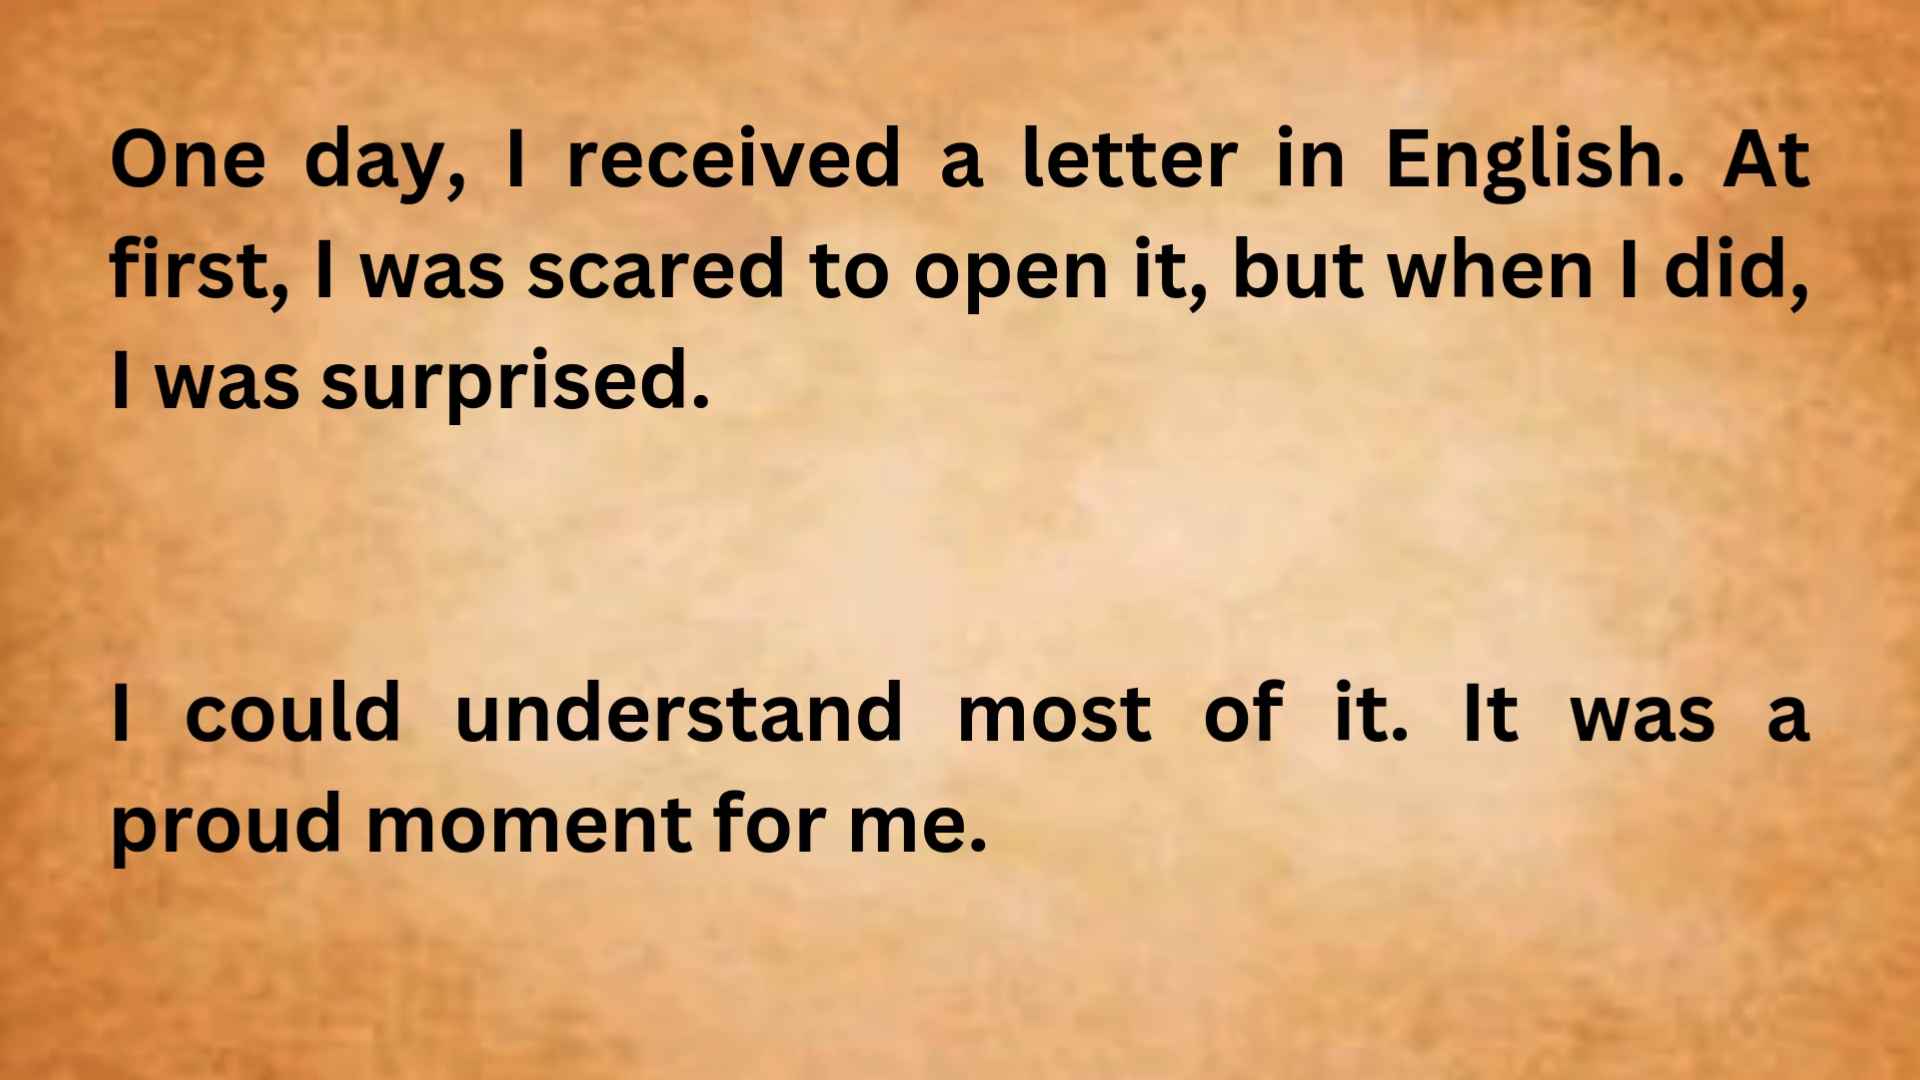 One day, I received a letter in English. At
first, I was scared to open it, but when I did,
I was surprised.
I could understand most of it. It was a
proud moment for me.